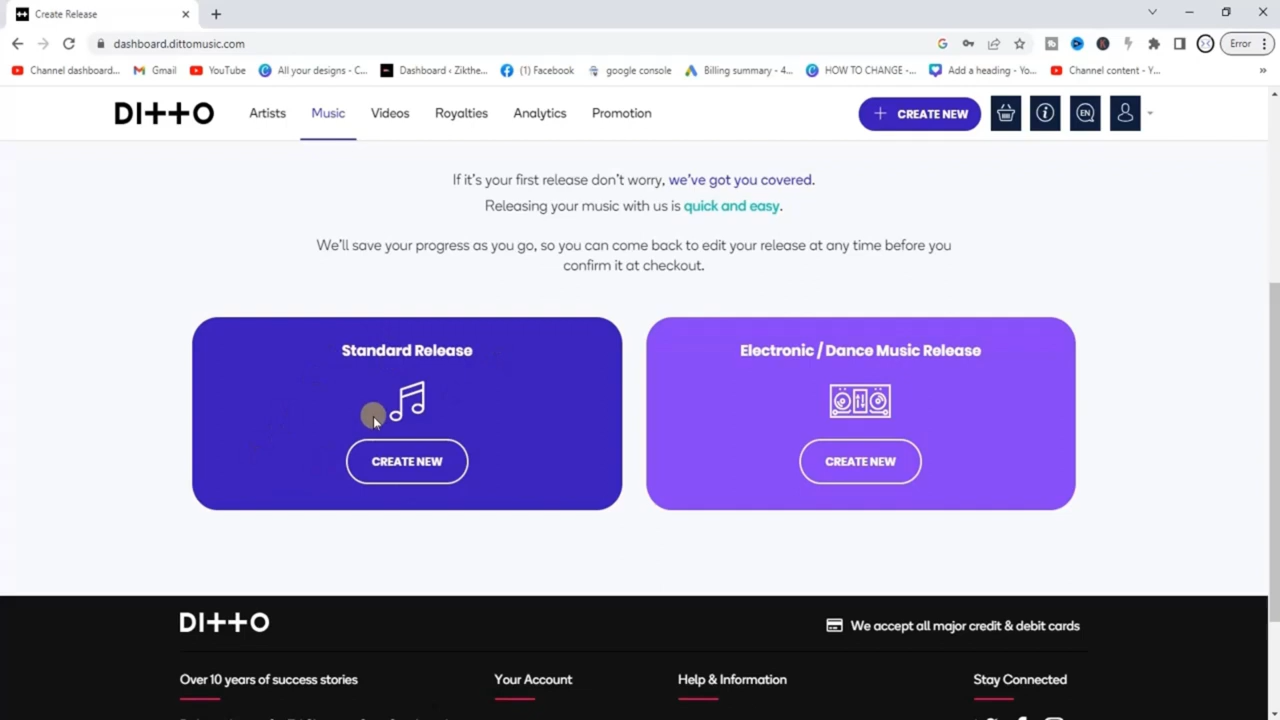 Create Release
dashboard.dittomusic.com
Error
Channel dashboard...
Gmail
YouTube
All your designs - C...
Dashboard ‹ Zikthe...
(1) Facebook
google console
Billing summary - 4...
HOW TO CHANGE -...
Add a heading - Yo...
Channel content - Y...
DITTO
Artists
Music
Videos
Royalties
Analytics
Promotion
CREATE NEW
EN
If it's your first release don't worry, we've got you covered.
Releasing your music with us is quick and easy.
We'll save your progress as you go, so you can come back to edit your release at any time before you
confirm it at checkout.
Standard Release
CREATE NEW
Electronic / Dance Music Release
CREATE NEW
DITTO
We accept all major credit & debit cards
Over 10 years of success stories
Your Account
Help & Information
Stay Connected